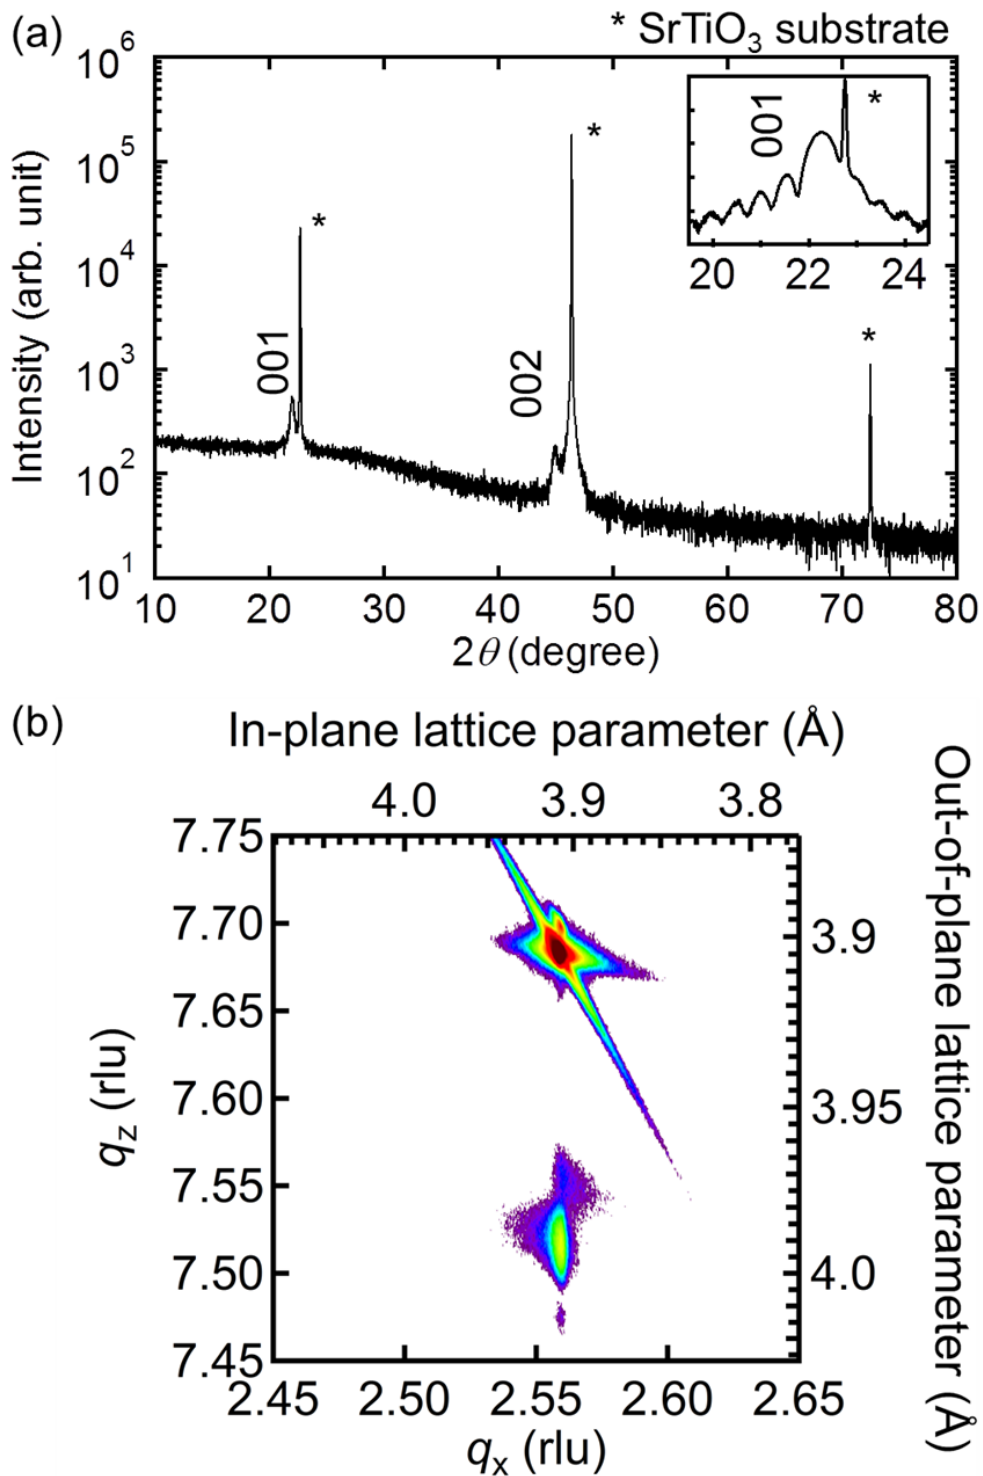 (a)
* SrTiO3 substrate
10^6
10^5
10^4
10^3
10^2
10^1
Intensity (arb. unit)
*
001
002
*
*
001
*
20 22 24
10 20 30 40 50 60 70 80
2θ (degree)
(b)
In-plane lattice parameter (Å)
4.0 3.9 3.8
7.75
7.70
7.65
7.60
7.55
7.50
7.45
qz (rlu)
3.9
3.95
4.0
Out-of-plane lattice parameter (Å)
2.45 2.50 2.55 2.60 2.65
qx (rlu)